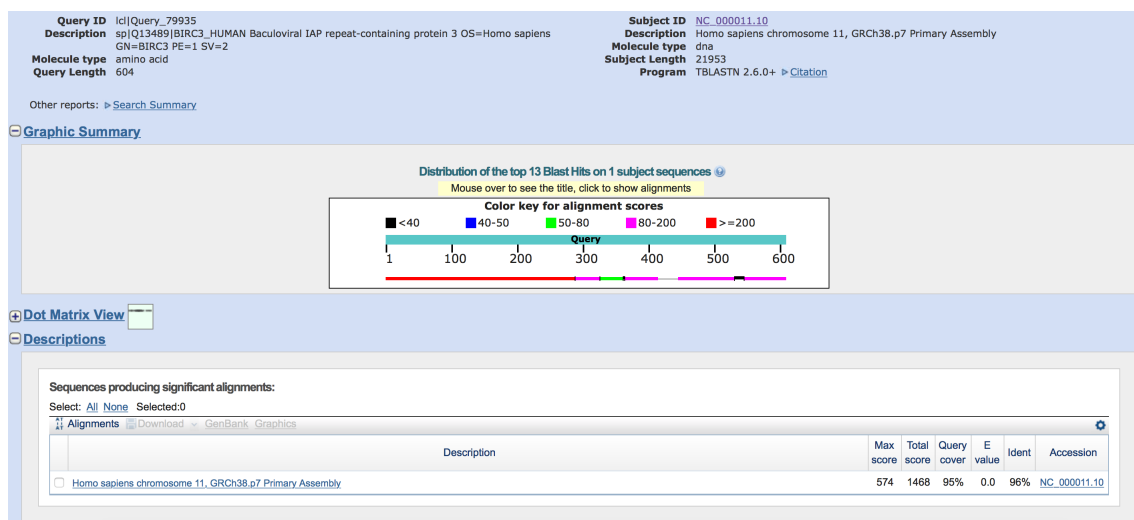 Query ID lcl|Query_79935
Description sp|Q13489|BIRC3_HUMAN Baculoviral IAP repeat-containing protein 3 OS=Homo sapiens
GN=BIRC3 PE=1 SV=2
Molecule type amino acid
Query Length 604
Subject ID NC_000011.10
Description Homo sapiens chromosome 11, GRCh38.p7 Primary Assembly
Molecule type dna
Subject Length 21953
Program TBLASTN 2.6.0+ Citation
Other reports: Search Summary
Graphic Summary
Distribution of the top 13 Blast Hits on 1 subject sequences
Mouse over to see the title, click to show alignments
Color key for alignment scores
<40 40-50 50-80 80-200 >=200
Query
1 100 200 300 400 500 600
Dot Matrix View
Descriptions
Sequences producing significant alignments:
Select: All None Selected:0
Alignments Download GenBank Graphics
Description Max score Total score Query cover E value Ident Accession
Homo sapiens chromosome 11, GRCh38.p7 Primary Assembly 574 1468 95% 0.0 96% NC_000011.10